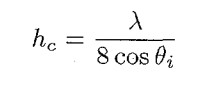 h_c = \frac{\lambda}{8 \cos \theta_i}